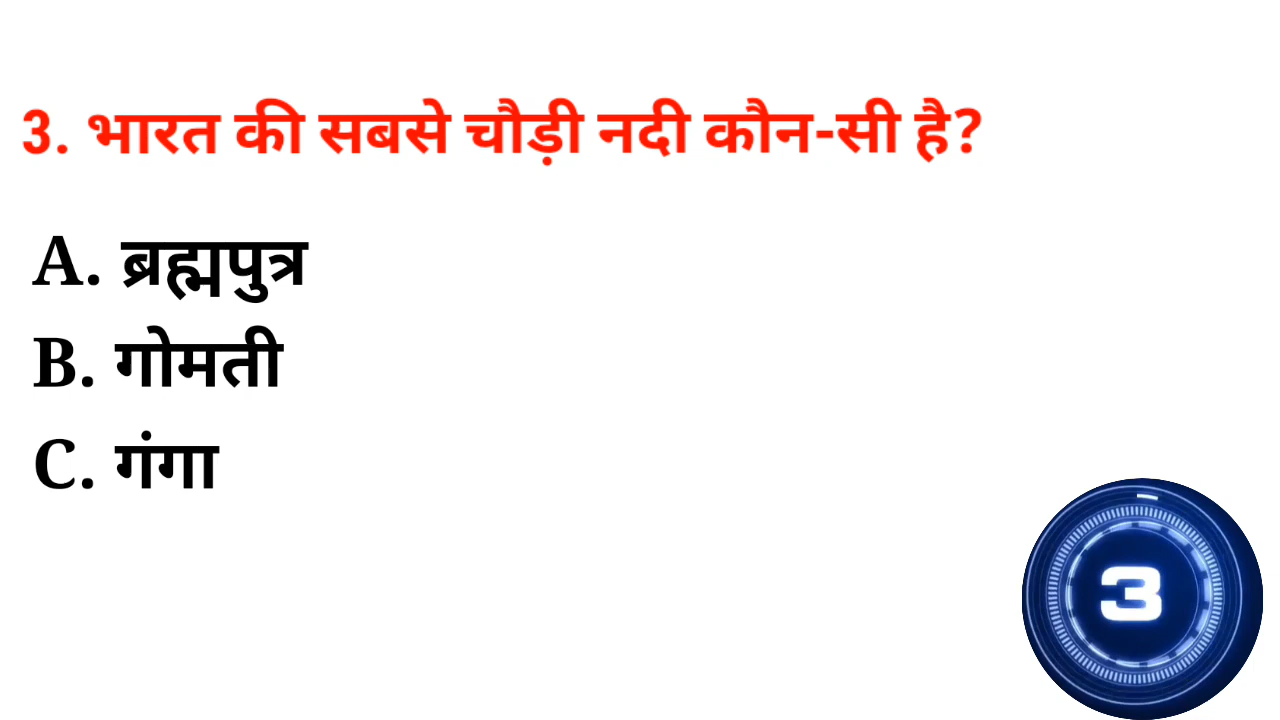 3. भारत की सबसे चौड़ी नदी कौन-सी है?
A. ब्रह्मपुत्र
B. गोमती
C. गंगा
3